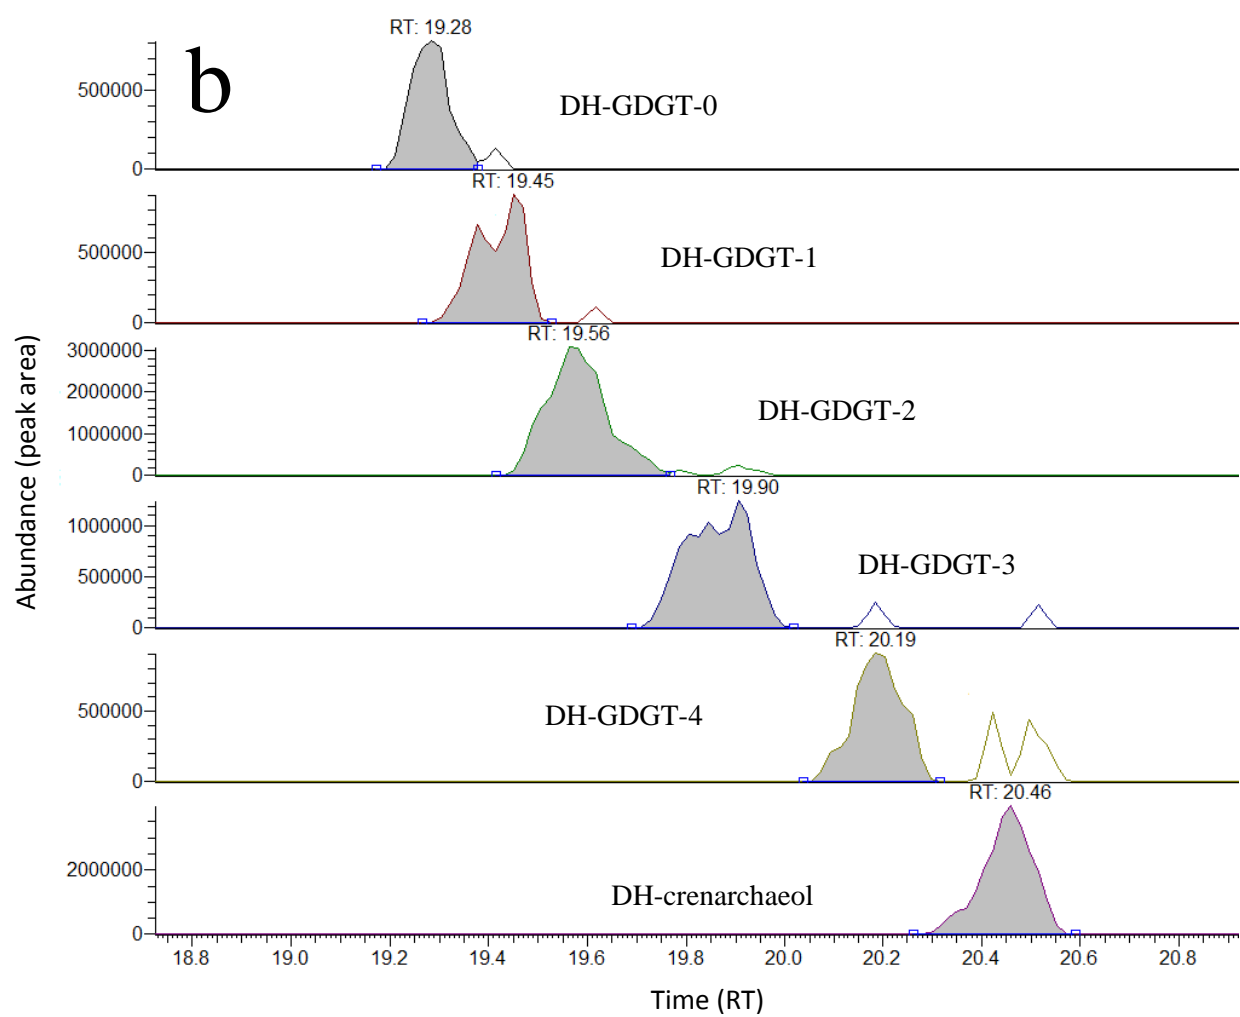 b
Abundance (peak area)
RT: 19.28
500000
0
DH-GDGT-0
RT: 19.45
500000
0
DH-GDGT-1
RT: 19.56
3000000
2000000
1000000
0
DH-GDGT-2
RT: 19.90
1000000
500000
0
DH-GDGT-3
RT: 20.19
500000
0
DH-GDGT-4
RT: 20.46
2000000
0
DH-crenarchaeol
18.8 19.0 19.2 19.4 19.6 19.8 20.0 20.2 20.4 20.6 20.8
Time (RT)